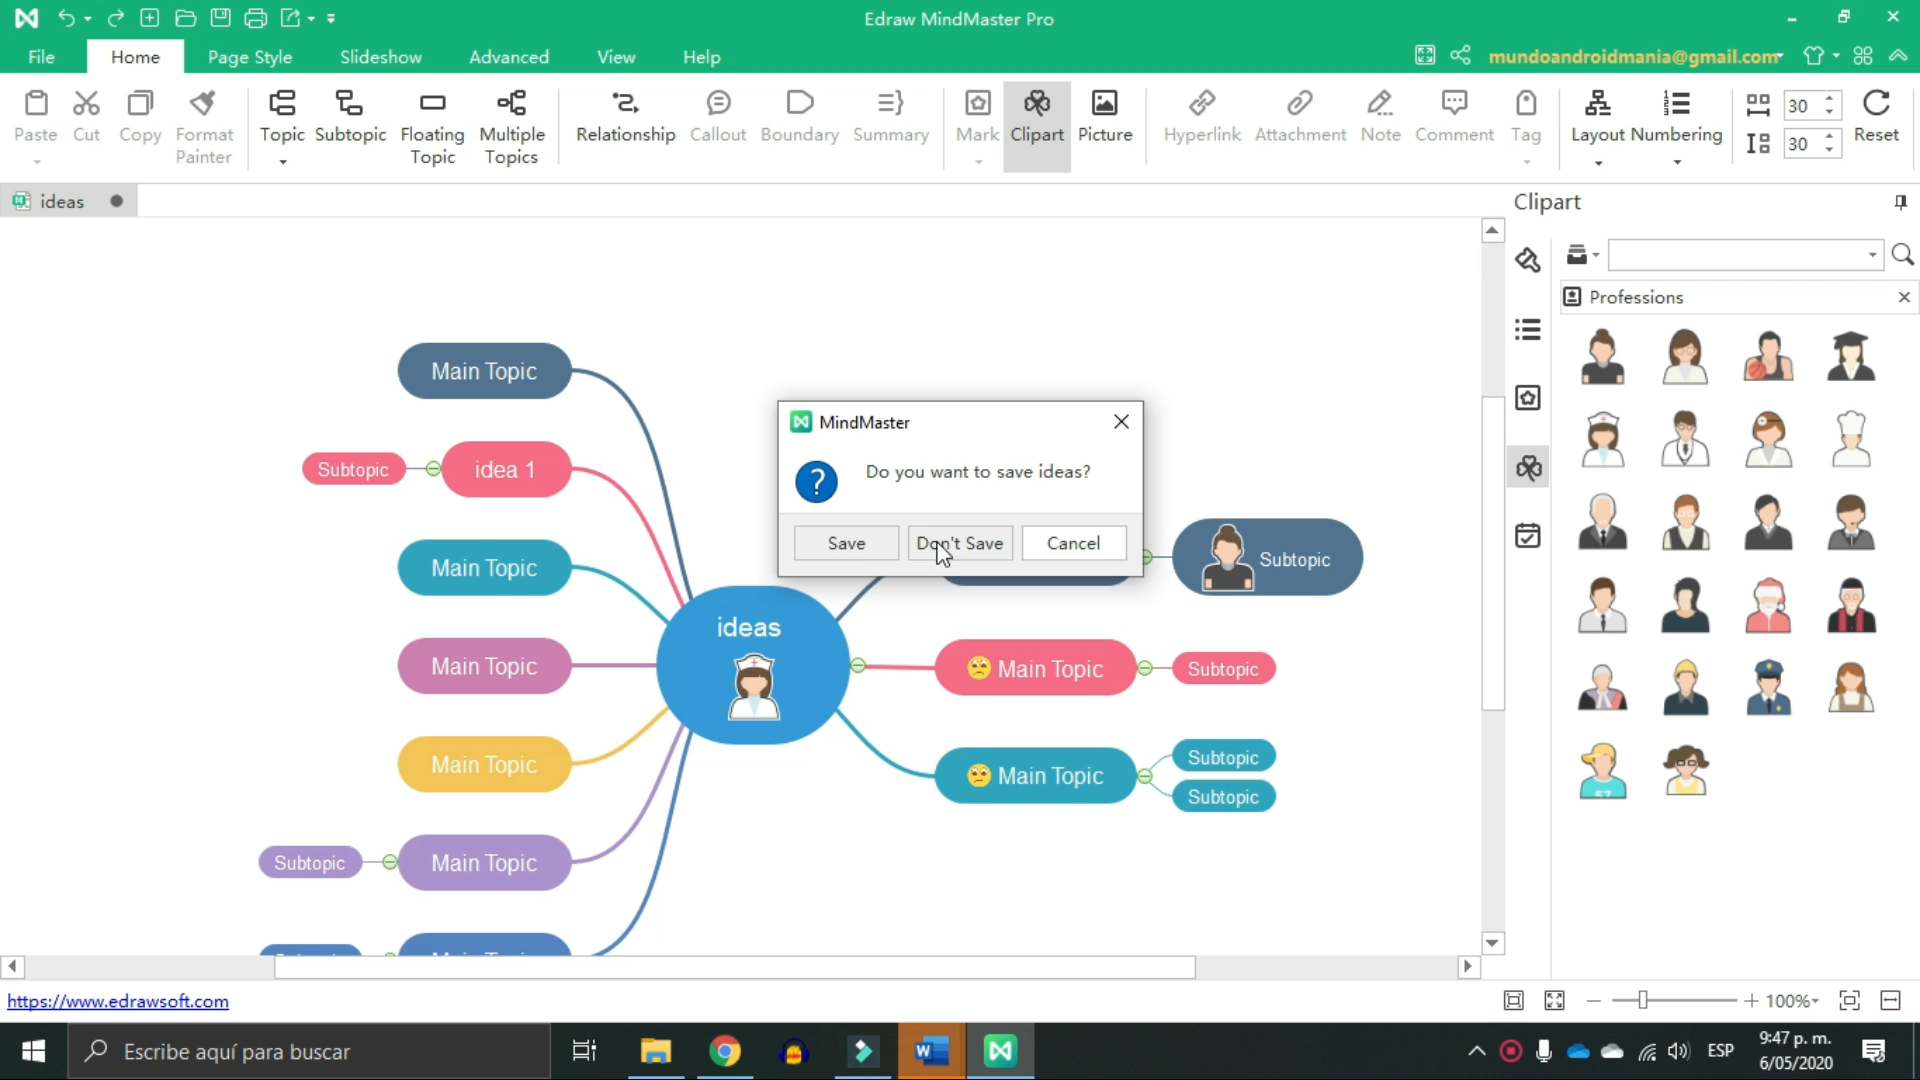 Edraw MindMaster Pro
File Home Page Style Slideshow Advanced View Help mundoandroidmania@gmail.com
Paste Cut Copy Format Painter Topic Subtopic Floating Topic Multiple Topics Relationship Callout Boundary Summary Mark Clipart Picture Hyperlink Attachment Note Comment Tag Layout Numbering 30 30 Reset
ideas
Clipart
Professions
Main Topic
Subtopic idea 1
Main Topic
Main Topic
Main Topic
Subtopic Main Topic
ideas
MindMaster
Do you want to save ideas?
Save Don't Save Cancel
Subtopic
Main Topic Subtopic
Main Topic Subtopic
Subtopic
57
https://www.edrawsoft.com
100%
Escribe aquí para buscar
ESP
9:47 p. m.
6/05/2020